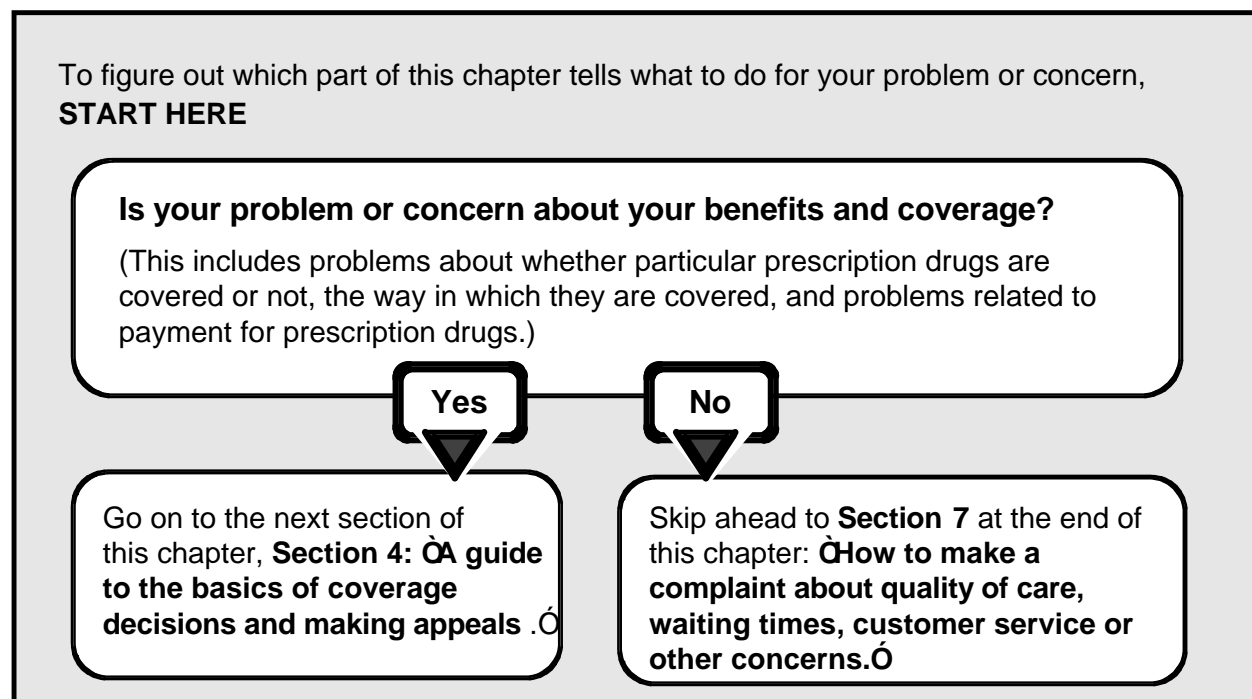 To figure out which part of this chapter tells what to do for your problem or concern,
START HERE
Is your problem or concern about your benefits and coverage?
(This includes problems about whether particular prescription drugs are
covered or not, the way in which they are covered, and problems related to
payment for prescription drugs.)
Yes
No
Go on to the next section of
this chapter, Section 4: ÒA guide
to the basics of coverage
decisions and making appeals .Ó
Skip ahead to Section 7 at the end of
this chapter: ÒHow to make a
complaint about quality of care,
waiting times, customer service or
other concerns.Ó